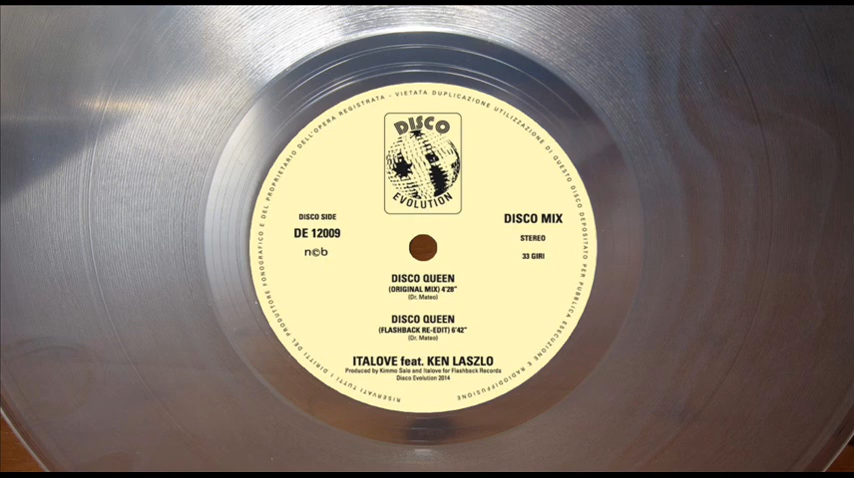 RISERVATI TUTTI I DIRITTI DEL PRODUTTORE FONOGRAFICO E DEL PROPRIETARIO DELL'OPERA REGISTRATA - VIETATA DUPLICAZIONE UTILIZZAZIONE DI QUESTO DISCO DEPOSITATO PER PUBBLICA ESECUZIONE E RADIODIFFUSIONE
DISCO
EVOLUTION
DISCO SIDE
DE 12009
n©b
DISCO MIX
STEREO
33 GIRI
DISCO QUEEN
(ORIGINAL MIX) 4'28"
(Dr. Mateo)
DISCO QUEEN
(FLASHBACK RE-EDIT) 6'42"
(Dr. Mateo)
ITALOVE feat. KEN LASZLO
Produced by Kimmo Salo and Italove for Flashback Records
Disco Evolution 2014